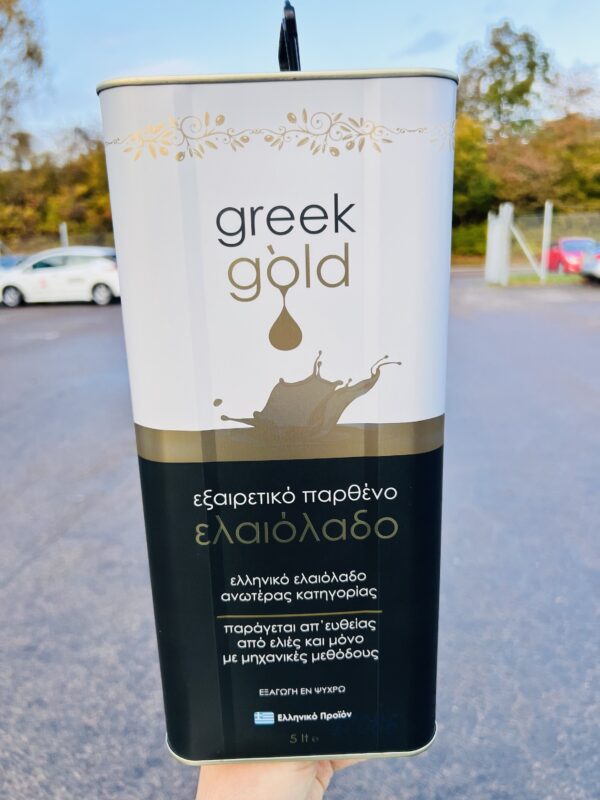 greek
gold
εξαιρετικό παρθένο
ελαιόλαδο
ελληνικό ελαιόλαδο
ανωτέρας κατηγορίας
παράγεται απ'ευθείας
από ελιές και μόνο
με μηχανικές μεθόδους
ΕΞΑΓΩΓΗ ΕΝ ΨΥΧΡΩ
Ελληνικό Προϊόν
5 lt e